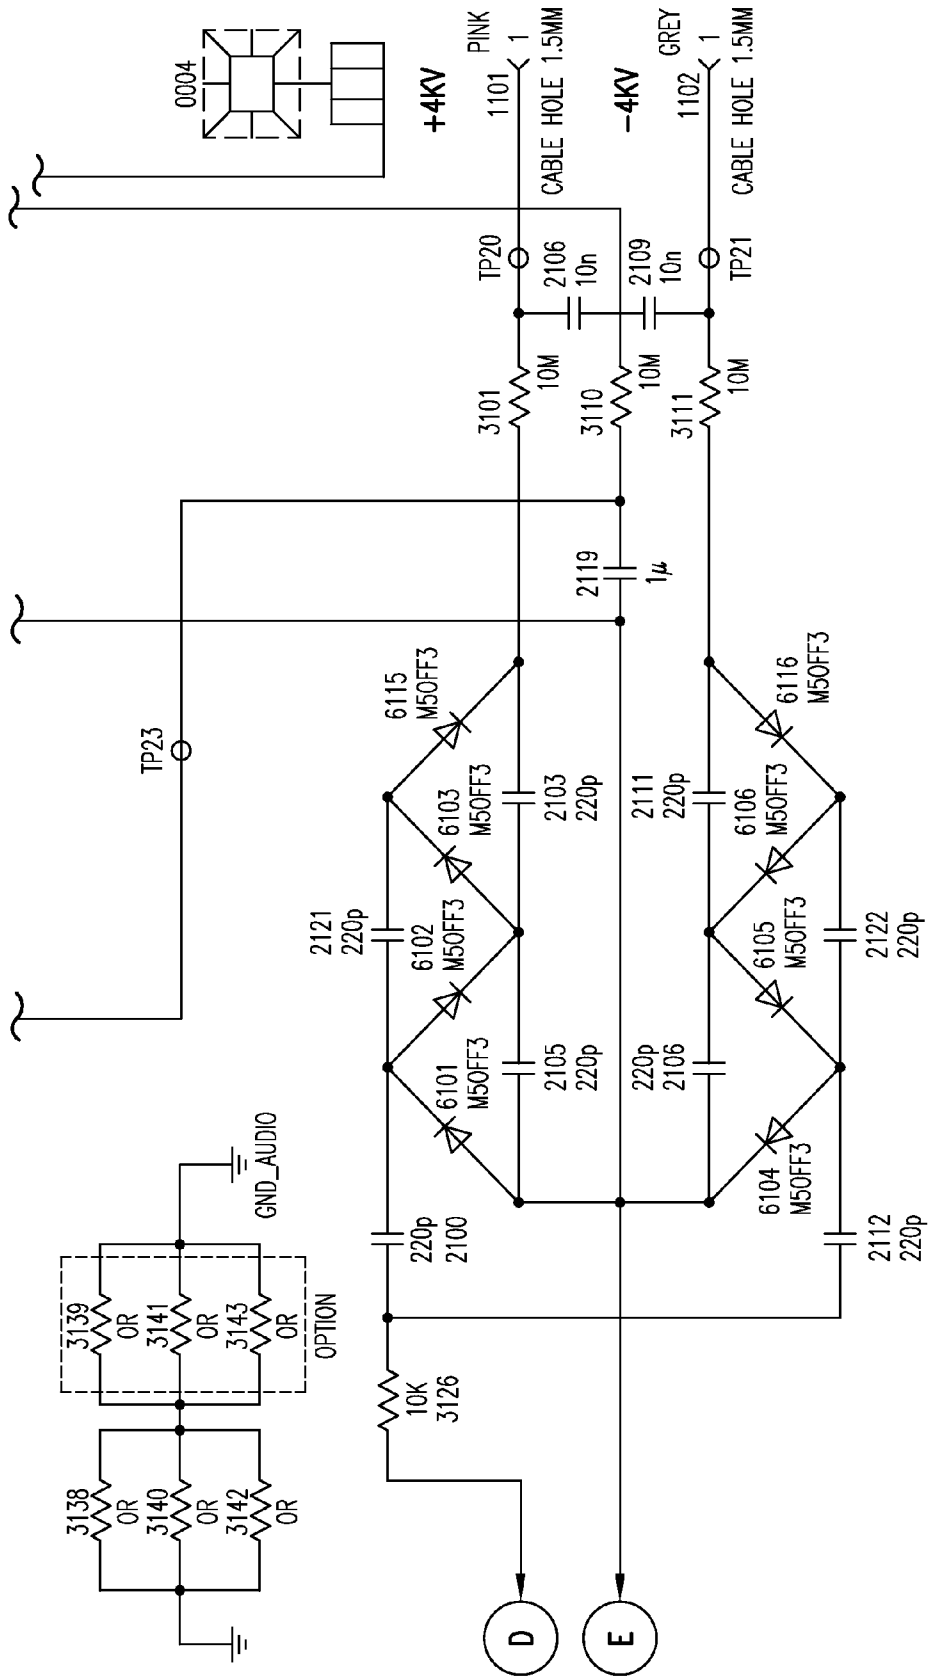 0004
PINK
1
1101
+4KV
CABLE HOLE 1.5MM
GREY
1
1102
-4KV
CABLE HOLE 1.5MM
TP20
2106
10n
2109
10n
TP21
3101
10M
3110
10M
3111
10M
2119
1μ
TP23
6115
M50FF3
6103
M50FF3
2103
220p
2121
220p
6102
M50FF3
6101
M50FF3
2105
220p
2111
220p
6116
M50FF3
6106
M50FF3
6105
M50FF3
2122
220p
220p
2106
6104
M50FF3
2112
220p
220p
2100
GND_AUDIO
3139
0R
3141
0R
3143
0R
OPTION
10K
3126
3138
0R
3140
0R
3142
0R
D
E